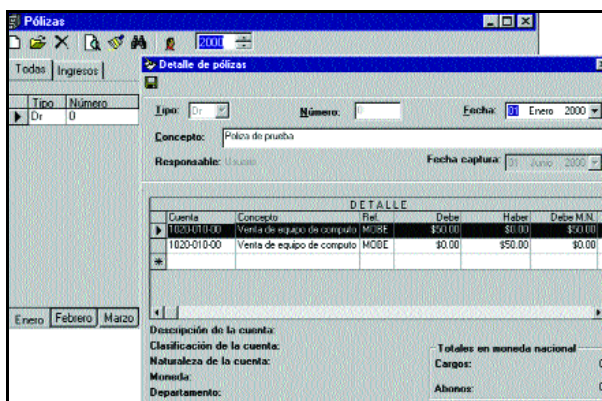 Pólizas
2000
Todas Ingresos
Tipo Número
Dr 0
Enero Febrero Marzo
Detalle de pólizas
Tipo: Dr Número: 0 Fecha: 01 Enero 2000
Concepto: Poliza de prueba
Responsable: Usuario Fecha captura: 01 Junio 2000
DETALLE
Cuenta Concepto Ref. Debe Haber Debe M.N.
1020-010-00 Venta de equipo de computo MOBE $50.00 $0.00 $50.00
1020-010-00 Venta de equipo de computo MOBE $0.00 $50.00 $0.00
Descripción de la cuenta:
Clasificación de la cuenta:
Naturaleza de la cuenta:
Moneda:
Departamento:
Totales en moneda nacional
Cargos:
Abonos: